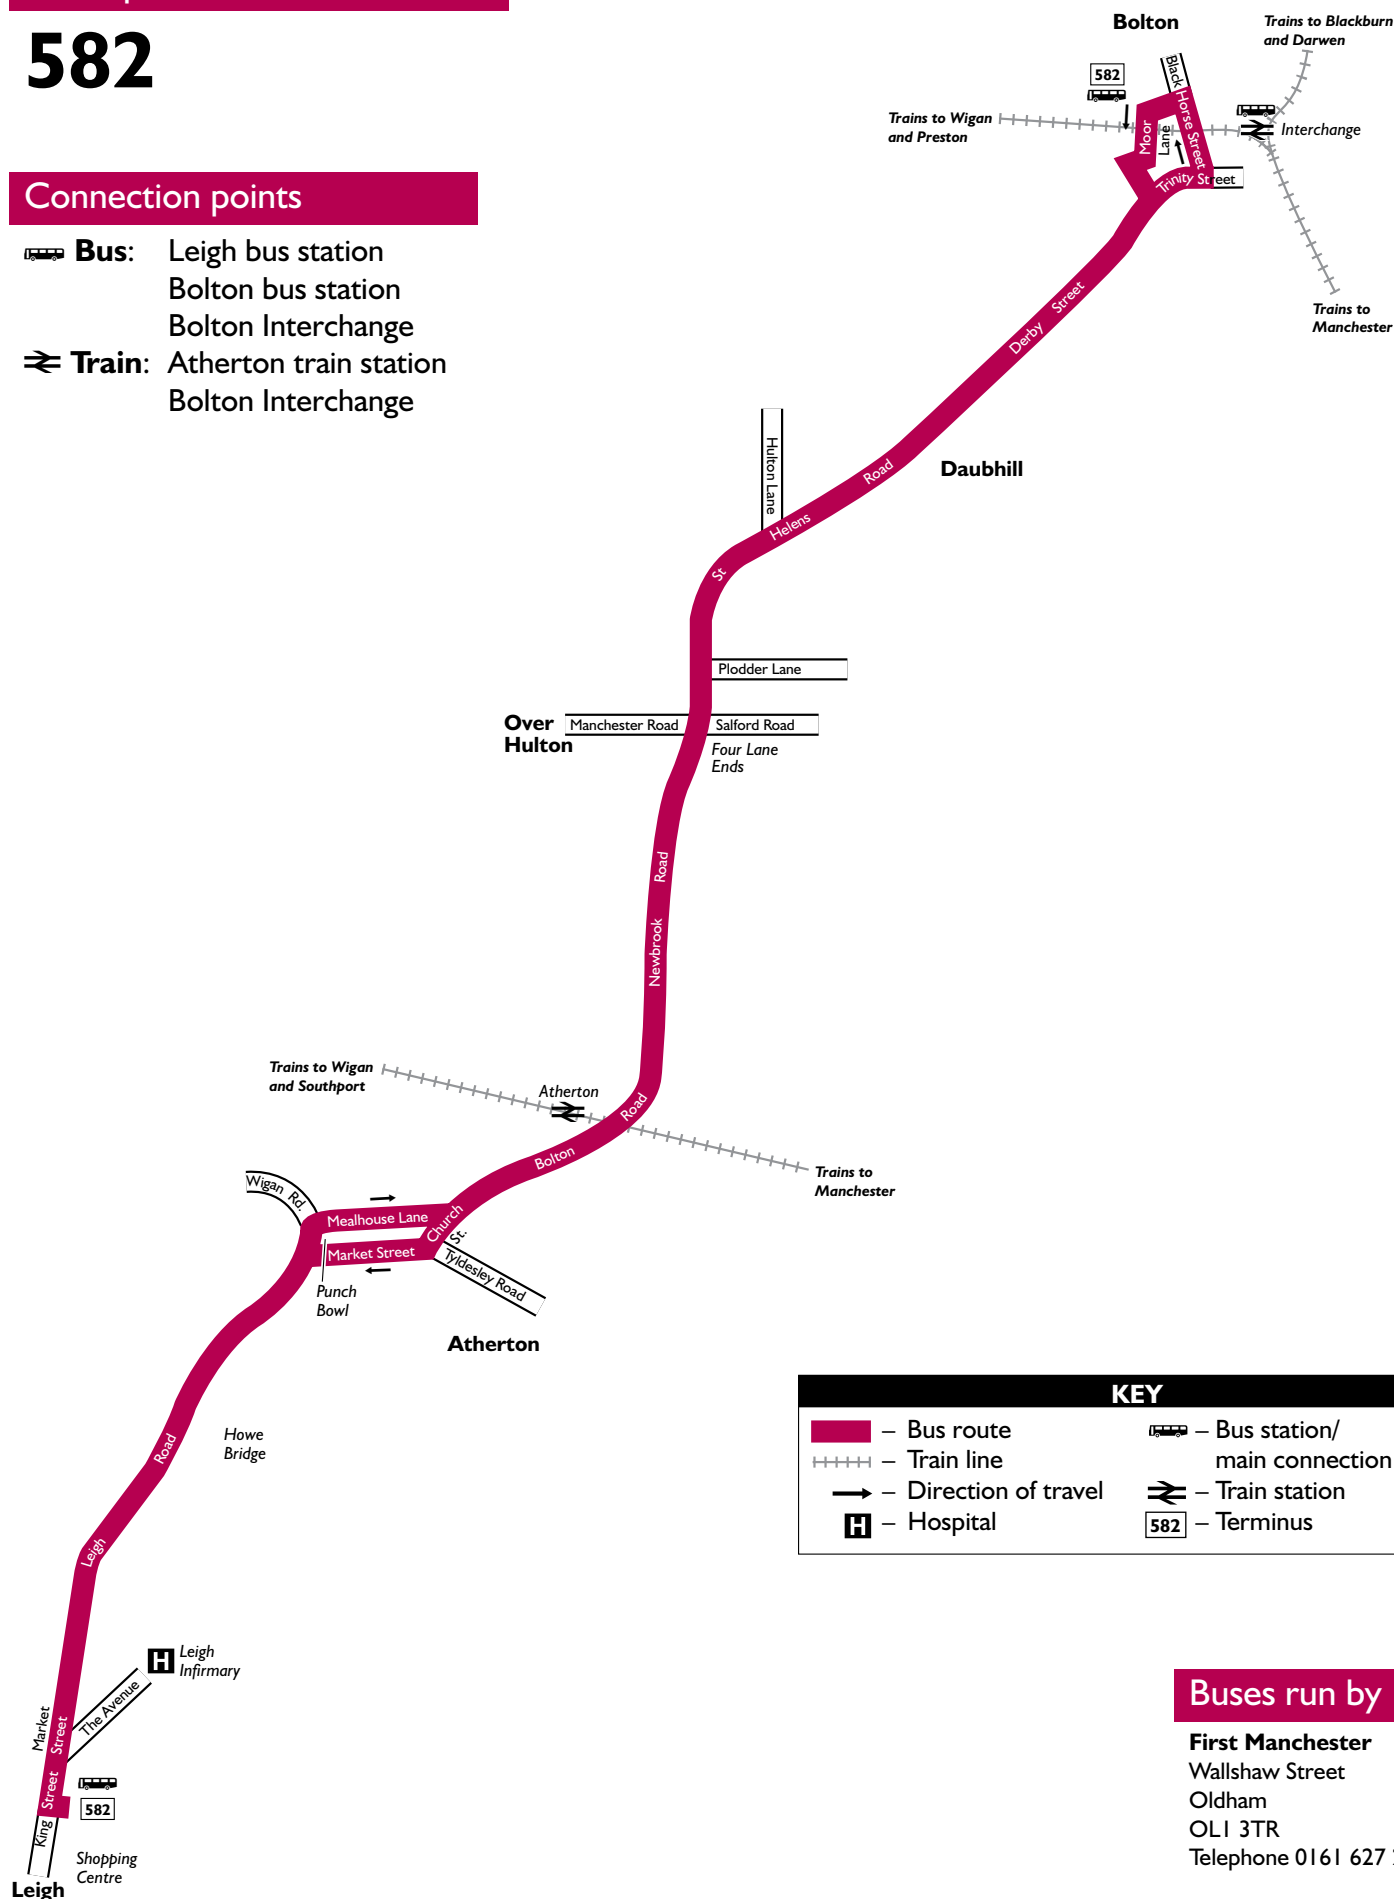 582
Connection points
Bus: Leigh bus station
Bolton bus station
Bolton Interchange
Train: Atherton train station
Bolton Interchange
Bolton
Trains to Blackburn
and Darwen
582
Trains to Wigan
and Preston
Interchange
Black Horse Street
Moor Lane
Trinity Street
Trains to
Manchester
Derby Street
Daubhill
Hulton Lane
St Helens Road
Plodder Lane
Over
Hulton
Manchester Road
Salford Road
Four Lane
Ends
Newbrook Road
Trains to Wigan
and Southport
Atherton
Bolton Road
Trains to
Manchester
Wigan Rd.
Mealhouse Lane
Church St.
Market Street
Tyldesley Road
Punch
Bowl
Atherton
Howe
Bridge
Leigh Road
Leigh
Infirmary
H
The Avenue
Market Street
King Street
582
Shopping
Centre
Leigh
KEY
– Bus route
– Train line
– Direction of travel
H – Hospital
– Bus station/
main connection
– Train station
582 – Terminus
Buses run by
First Manchester
Wallshaw Street
Oldham
OL1 3TR
Telephone 0161 627